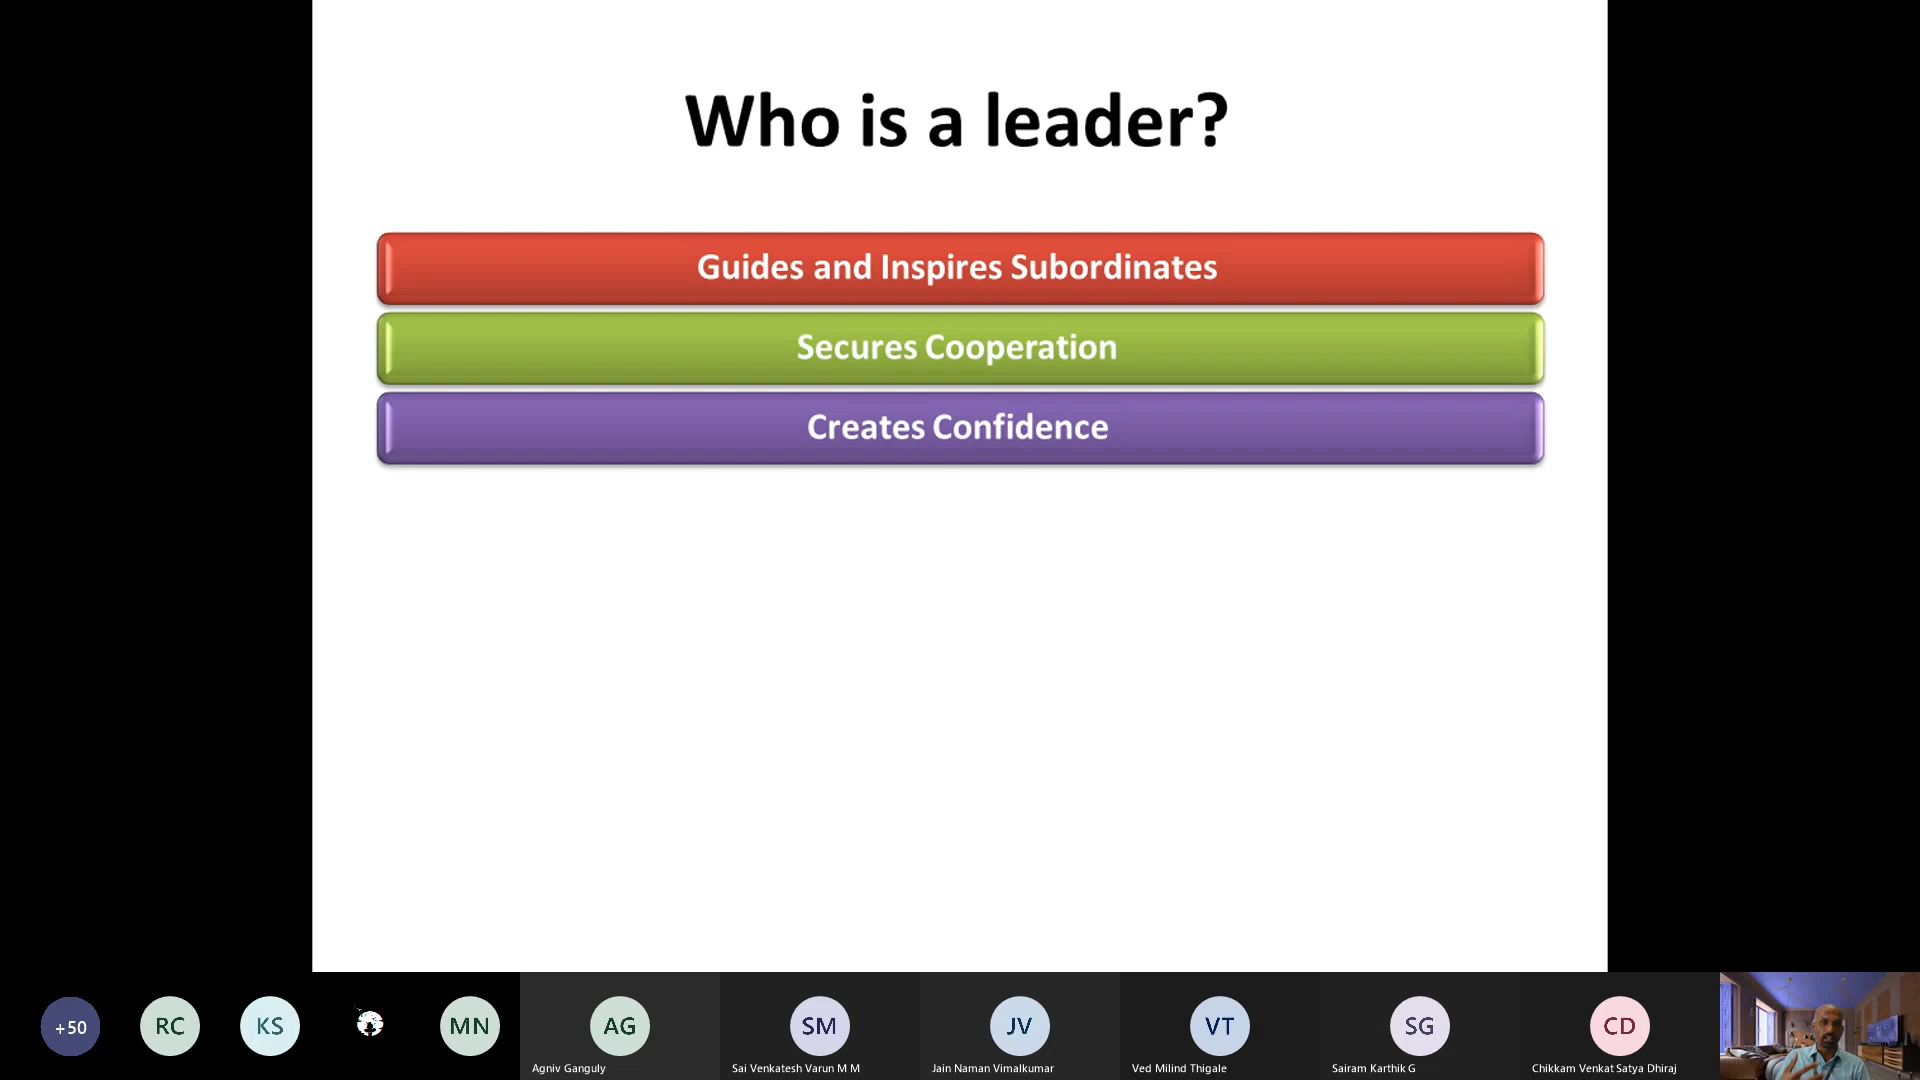 Who is a leader?
Guides and Inspires Subordinates
Secures Cooperation
Creates Confidence
+50
RC
KS
MN
AG
SM
JV
VT
SG
CD
Agniv Ganguly
Sai Venkatesh Varun M M
Jain Naman Vimalkumar
Ved Milind Thigale
Sairam Karthik G
Chikkam Venkat Satya Dhiraj